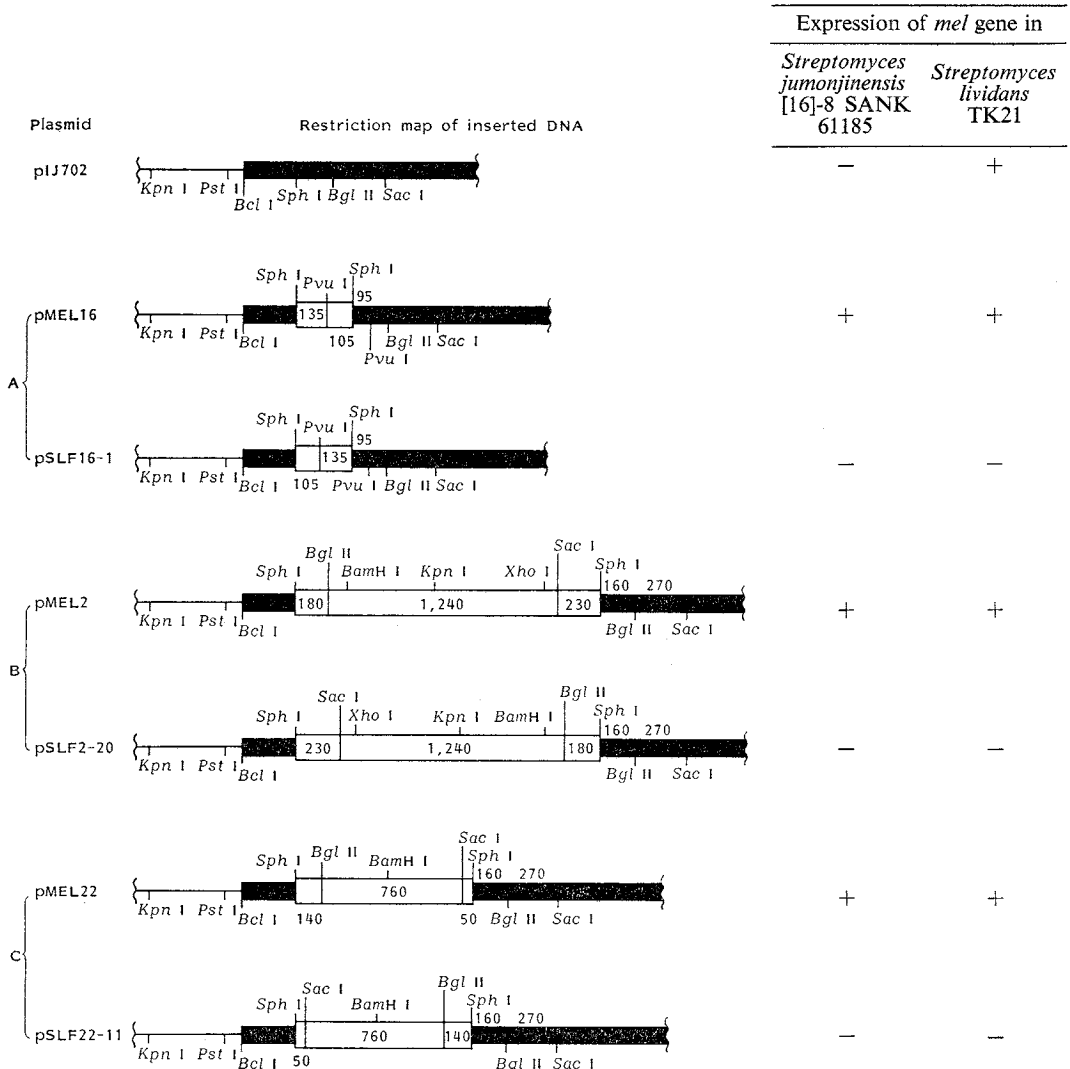 Expression of mel gene in
Streptomyces jumonjinensis [16]-8 SANK 61185
Streptomyces lividans TK21
Plasmid
Restriction map of inserted DNA
pIJ702
Kpn I Pst I Bcl I Sph I Bgl II Sac I
− +
A
Sph I Pvu I Sph I
95
pMEL16
135
Kpn I Pst I Bcl I 105 Pvu I Bgl II Sac I
+ +
Sph I Pvu I Sph I
95
pSLF16-1
135
Kpn I Pst I Bcl I 105 Pvu I Bgl II Sac I
− −
B
Bgl II Sac I
Sph I BamH I Kpn I Xho I Sph I
160 270
pMEL2
180 1,240 230
Kpn I Pst I Bcl I Bgl II Sac I
+ +
Sac I Bgl II
Sph I Xho I Kpn I BamH I Sph I
160 270
pSLF2-20
230 1,240 180
Kpn I Pst I Bcl I Bgl II Sac I
− −
C
Sac I
Sph I Bgl II BamH I Sph I
160 270
pMEL22
760
Kpn I Pst I Bcl I 140 50 Bgl II Sac I
+ +
Sac I Bgl II
Sph I BamH I Sph I
160 270
pSLF22-11
760 140
Kpn I Pst I Bcl I 50 Bgl II Sac I
− −